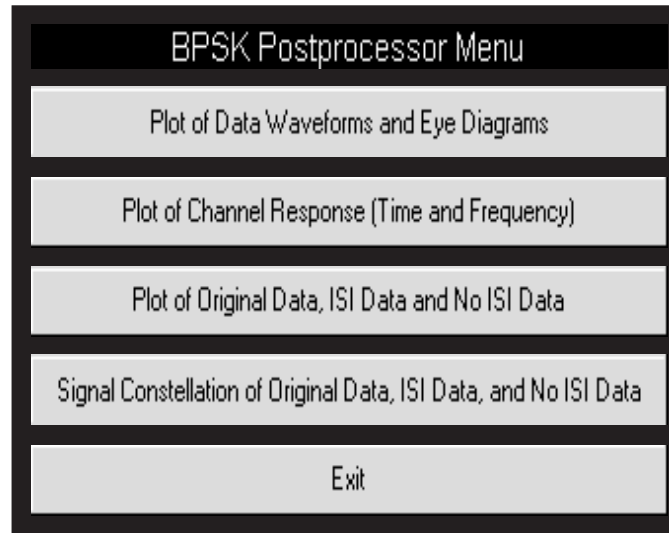 BPSK Postprocessor Menu
Plot of Data Waveforms and Eye Diagrams
Plot of Channel Response (Time and Frequency)
Plot of Original Data, ISI Data and No ISI Data
Signal Constellation of Original Data, ISI Data, and No ISI Data
Exit